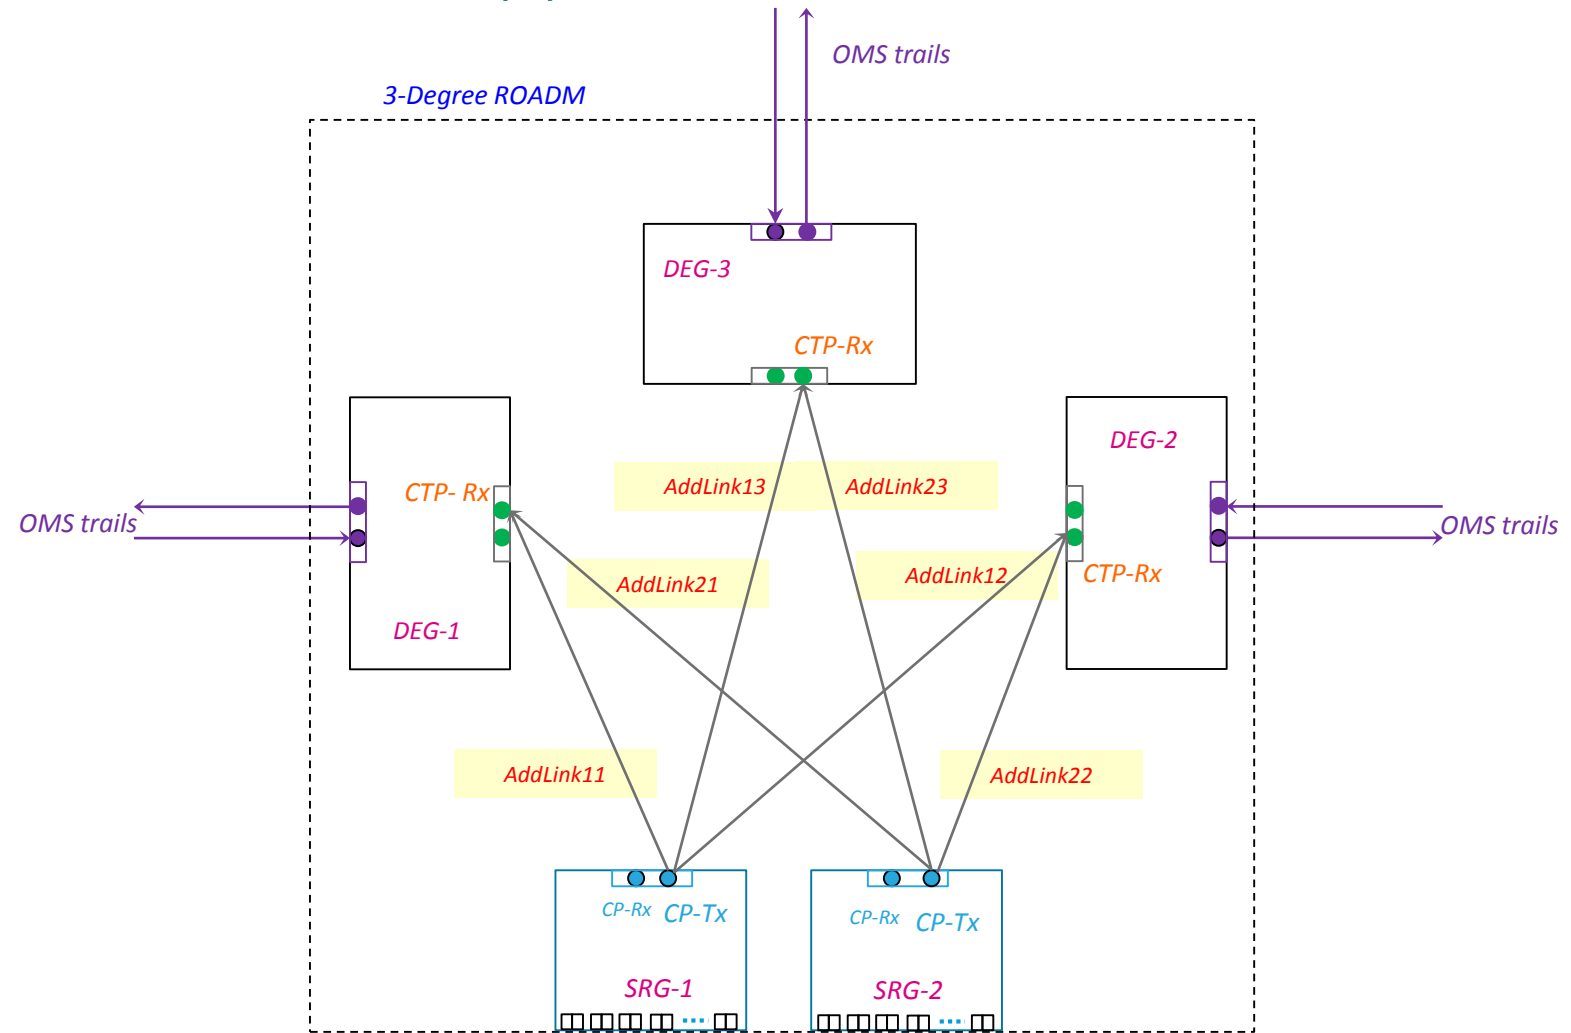 OMS trails
3-Degree ROADM
DEG-3
CTP-Rx
DEG-2
AddLink13
AddLink23
CTP- Rx
OMS trails
OMS trails
AddLink21
AddLink12
CTP-Rx
DEG-1
AddLink11
AddLink22
CP-Rx
CP-Tx
CP-Rx
CP-Tx
SRG-1
SRG-2